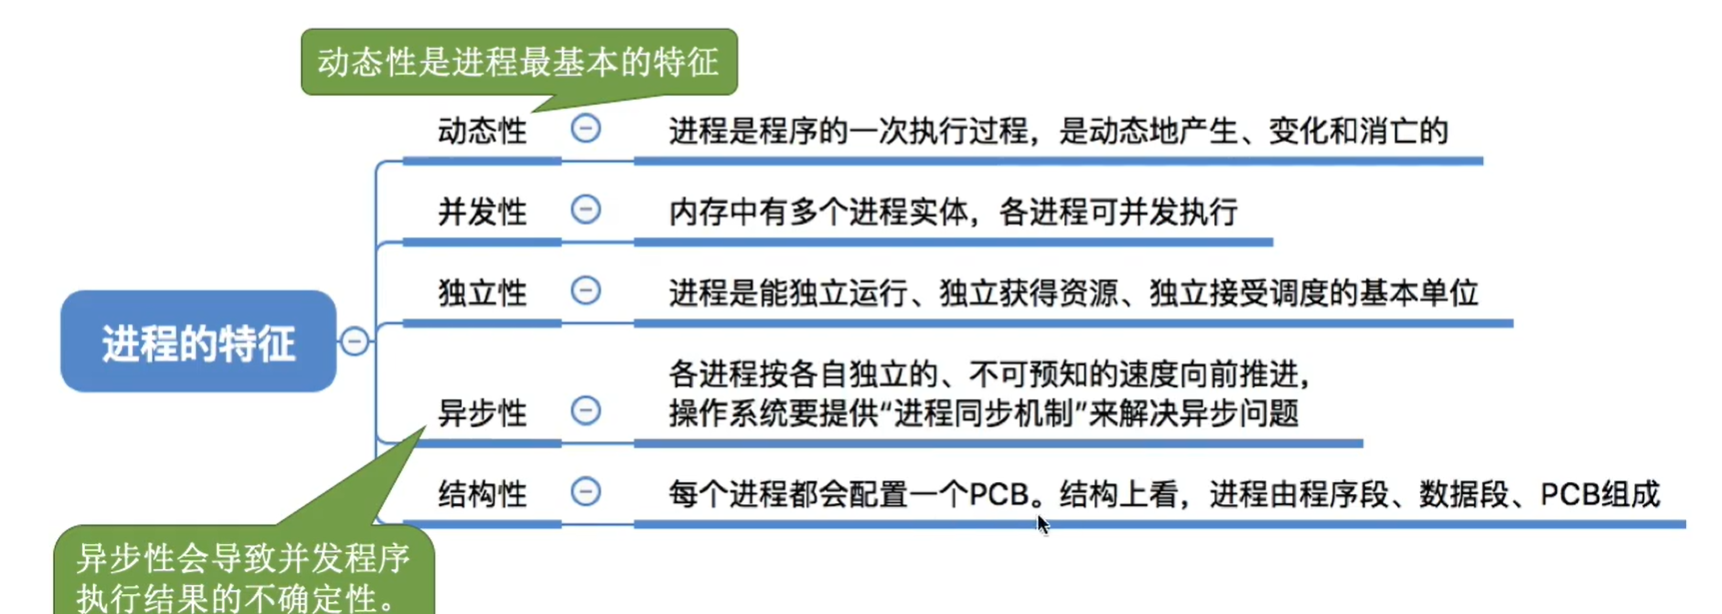 动态性是进程最基本的特征
动态性
进程是程序的一次执行过程，是动态地产生、变化和消亡的
并发性
内存中有多个进程实体，各进程可并发执行
独立性
进程是能独立运行、独立获得资源、独立接受调度的基本单位
进程的特征
异步性
各进程按各自独立的、不可预知的速度向前推进，
操作系统要提供“进程同步机制”来解决异步问题
结构性
每个进程都会配置一个PCB。结构上看，进程由程序段、数据段、PCB组成
异步性会导致并发程序
执行结果的不确定性。